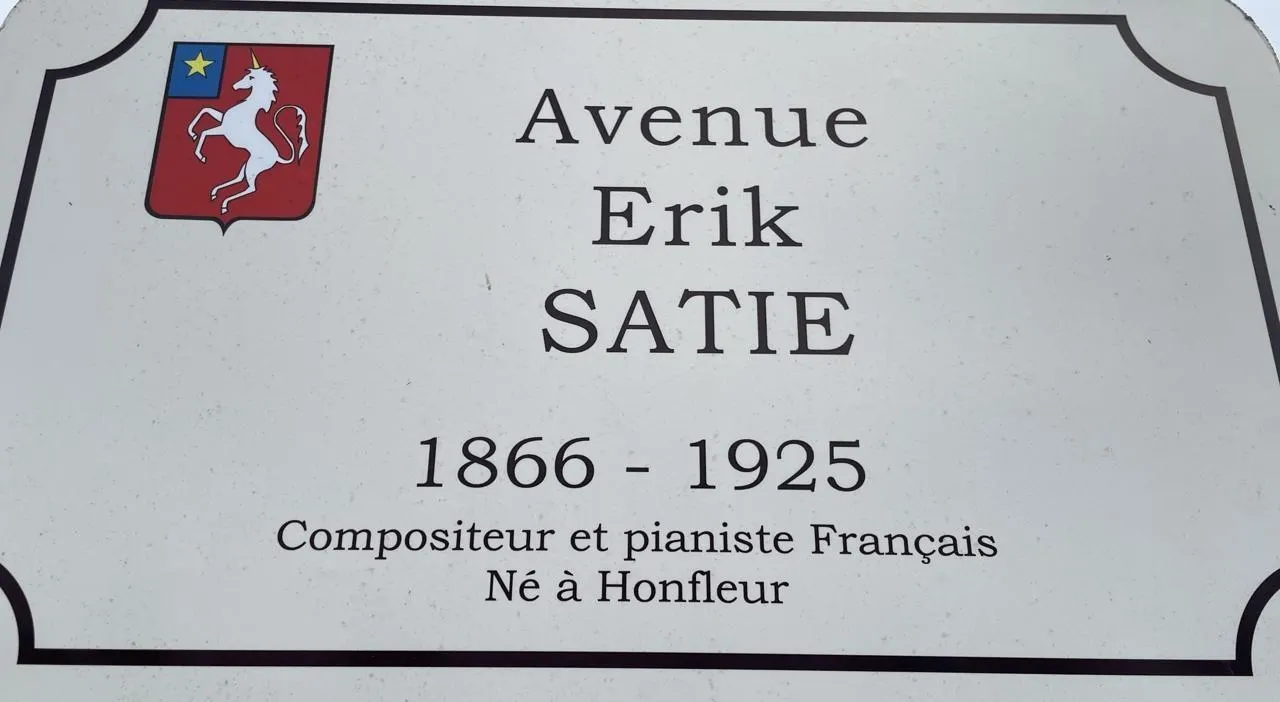 Avenue
Erik
SATIE
1866 - 1925
Compositeur et pianiste Français
Né à Honfleur